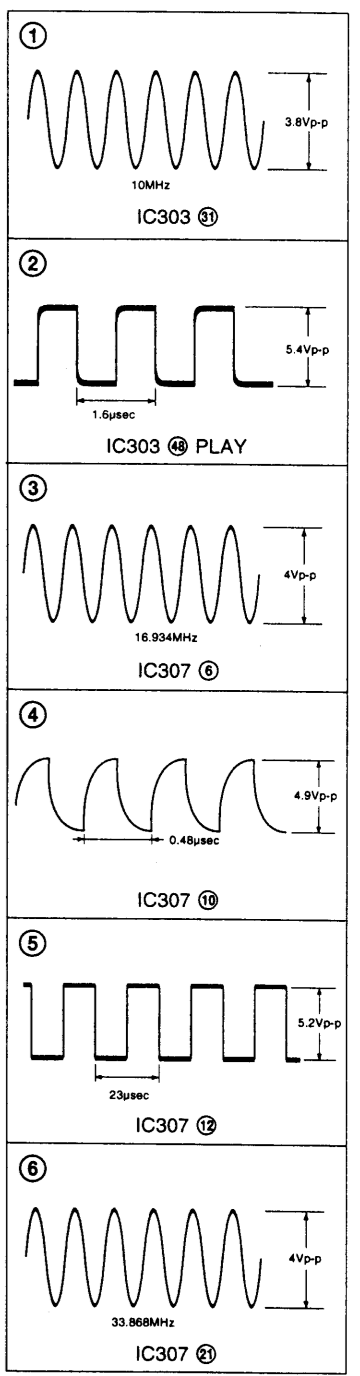 ①
3.8Vp-p
10MHz
IC303 ㉛
②
5.4Vp-p
1.6µsec
IC303 ㊽ PLAY
③
4Vp-p
16.934MHz
IC307 ⑥
④
4.9Vp-p
0.48µsec
IC307 ⑩
⑤
5.2Vp-p
23µsec
IC307 ⑫
⑥
4Vp-p
33.868MHz
IC307 ㉑